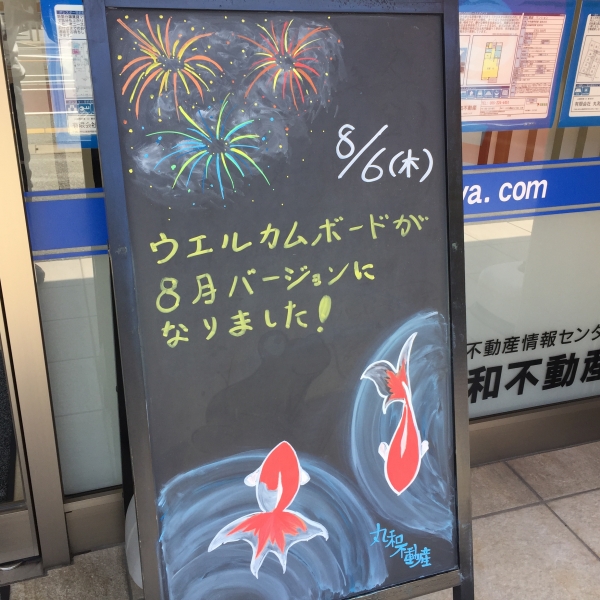 8/6(木)
ウエルカムボードが
8月バージョンに
なりました!
丸和不動産
ya.com
不動産情報センタ
和不動産